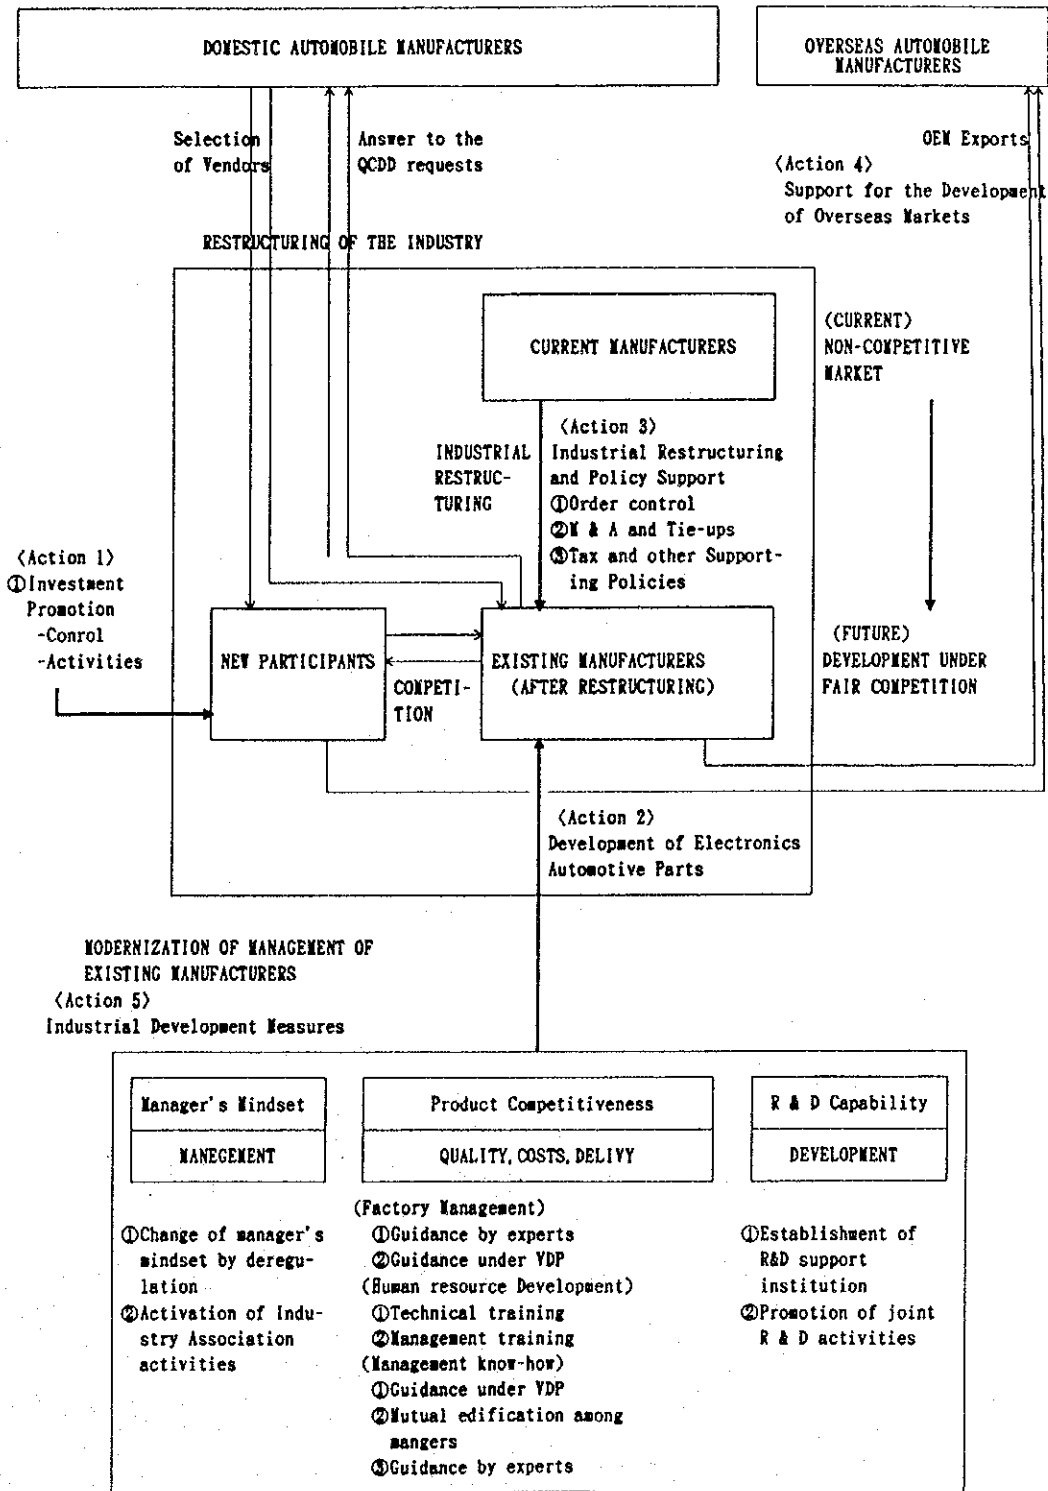 DOMESTIC AUTOMOBILE MANUFACTURERS
OVERSEAS AUTOMOBILE
MANUFACTURERS
Selection
of Vendors
Answer to the
QCDD requests
OEM Exports
〈Action 4〉
Support for the Development
of Overseas Markets
RESTRUCTURING OF THE INDUSTRY
CURRENT MANUFACTURERS
(CURRENT)
NON-COMPETITIVE
MARKET
INDUSTRIAL
RESTRUC-
TURING
〈Action 3〉
Industrial Restructuring
and Policy Support
①Order control
②M & A and Tie-ups
③Tax and other Support-
ing Policies
〈Action 1〉
①Investment
Promotion
-Conrol
-Activities
NEW PARTICIPANTS
COMPETI-
TION
EXISTING MANUFACTURERS
(AFTER RESTRUCTURING)
(FUTURE)
DEVELOPMENT UNDER
FAIR COMPETITION
〈Action 2〉
Development of Electronics
Automotive Parts
MODERNIZATION OF MANAGEMENT OF
EXISTING MANUFACTURERS
〈Action 5〉
Industrial Development Measures
Manager's Mindset
MANEGEMENT
①Change of manager's
mindset by deregu-
lation
②Activation of Indu-
stry Association
activities
Product Competitiveness
QUALITY, COSTS, DELIVY
(Factory Management)
①Guidance by experts
②Guidance under VDP
(Human resource Development)
①Technical training
②Management training
(Management know-how)
①Guidance under VDP
②Mutual edification among
mangers
③Guidance by experts
R & D Capability
DEVELOPMENT
①Establishment of
R&D support
institution
②Promotion of joint
R & D activities